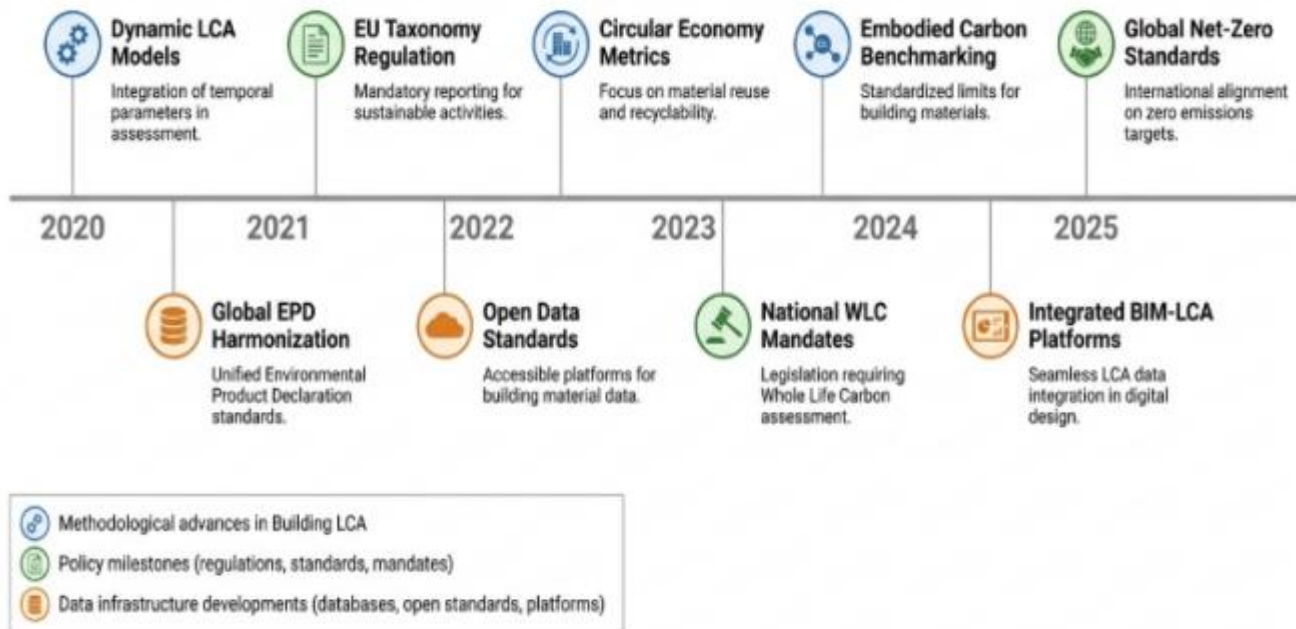 Dynamic LCA
Models
Integration of temporal
parameters in
assessment.
EU Taxonomy
Regulation
Mandatory reporting for
sustainable activities.
Circular Economy
Metrics
Focus on material reuse
and recyclability.
Embodied Carbon
Benchmarking
Standardized limits for
building materials.
Global Net-Zero
Standards
International alignment
on zero emissions
targets.
2020
2021
2022
2023
2024
2025
Global EPD
Harmonization
Unified Environmental
Product Declaration
standards.
Open Data
Standards
Accessible platforms for
building material data.
National WLC
Mandates
Legislation requiring
Whole Life Carbon
assessment.
Integrated BIM-LCA
Platforms
Seamless LCA data
integration in digital
design.
Methodological advances in Building LCA
Policy milestones (regulations, standards, mandates)
Data infrastructure developments (databases, open standards, platforms)